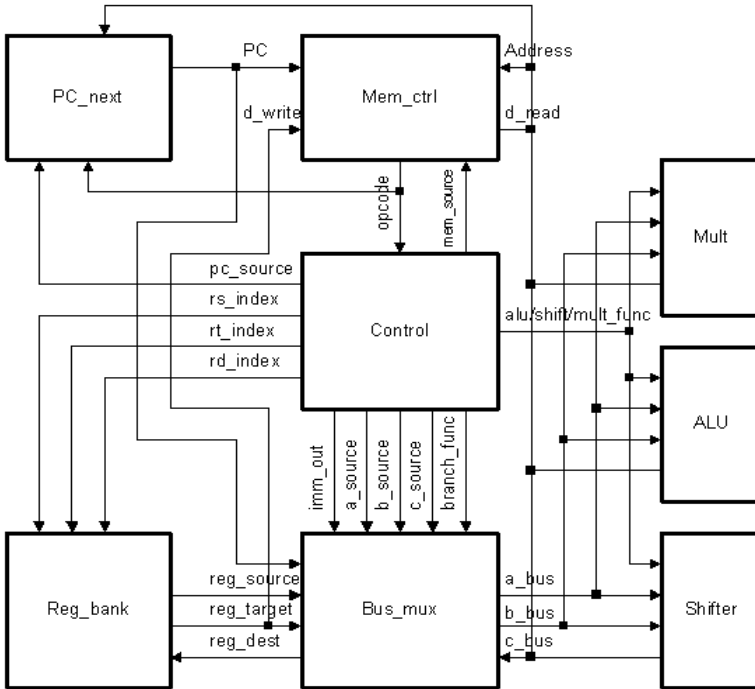 PC
Address
PC_next
Mem_ctrl
d_write
d_read
opcode
mem_source
Mult
pc_source
rs_index
rt_index
rd_index
Control
alu/shift/mult_func
ALU
imm_out
a_source
b_source
c_source
branch_func
reg_source
a_bus
Reg_bank
reg_target
Bus_mux
b_bus
Shifter
reg_dest
c_bus